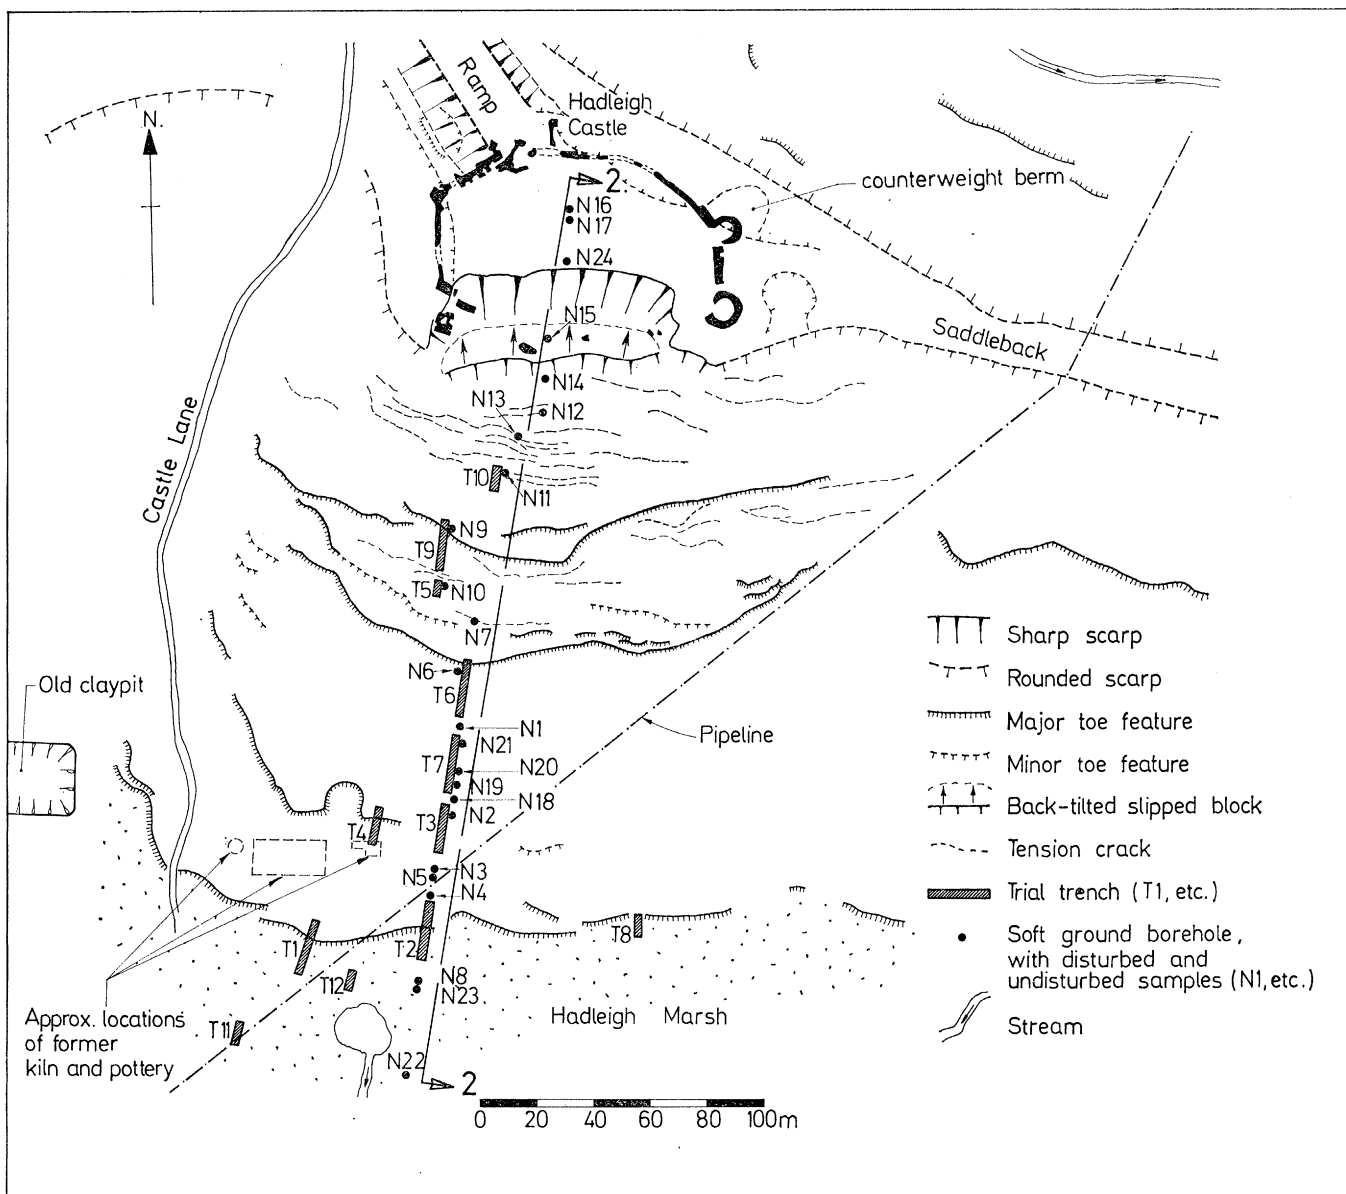 N.
Ramp
Hadleigh
Castle
2.
counterweight berm
N16
N17
N24
N15
Saddleback
N14
N13
N12
Castle Lane
T10
N11
N9
T9
T5
N10
N7
N6
T6
Old claypit
N1
Pipeline
N21
T7
N20
N19
N18
T3
N2
T4
N3
N5
N4
T1
T2
T8
T12
N8
N23
T11
Hadleigh Marsh
Approx. locations
of former
kiln and pottery
N22
2
0 20 40 60 80 100m
Sharp scarp
Rounded scarp
Major toe feature
Minor toe feature
Back-tilted slipped block
Tension crack
Trial trench (T1, etc.)
Soft ground borehole,
with disturbed and
undisturbed samples (N1, etc.)
Stream